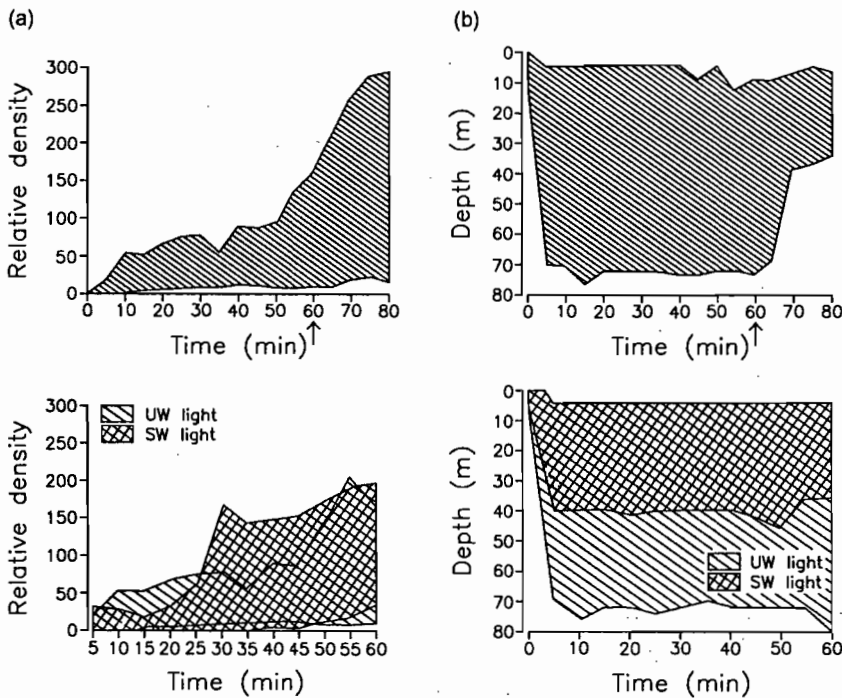 (a)
300
250
200
150
100
50
0
Relative density
0 10 20 30 40 50 60 70 80
Time (min)↑
(b)
0
10
20
30
40
50
60
70
80
Depth (m)
0 10 20 30 40 50 60 70 80
Time (min)↑
300
250
200
150
100
50
0
Relative density
UW light
SW light
5 10 15 20 25 30 35 40 45 50 55 60
Time (min)
0
10
20
30
40
50
60
70
80
Depth (m)
UW light
SW light
0 10 20 30 40 50 60
Time (min)